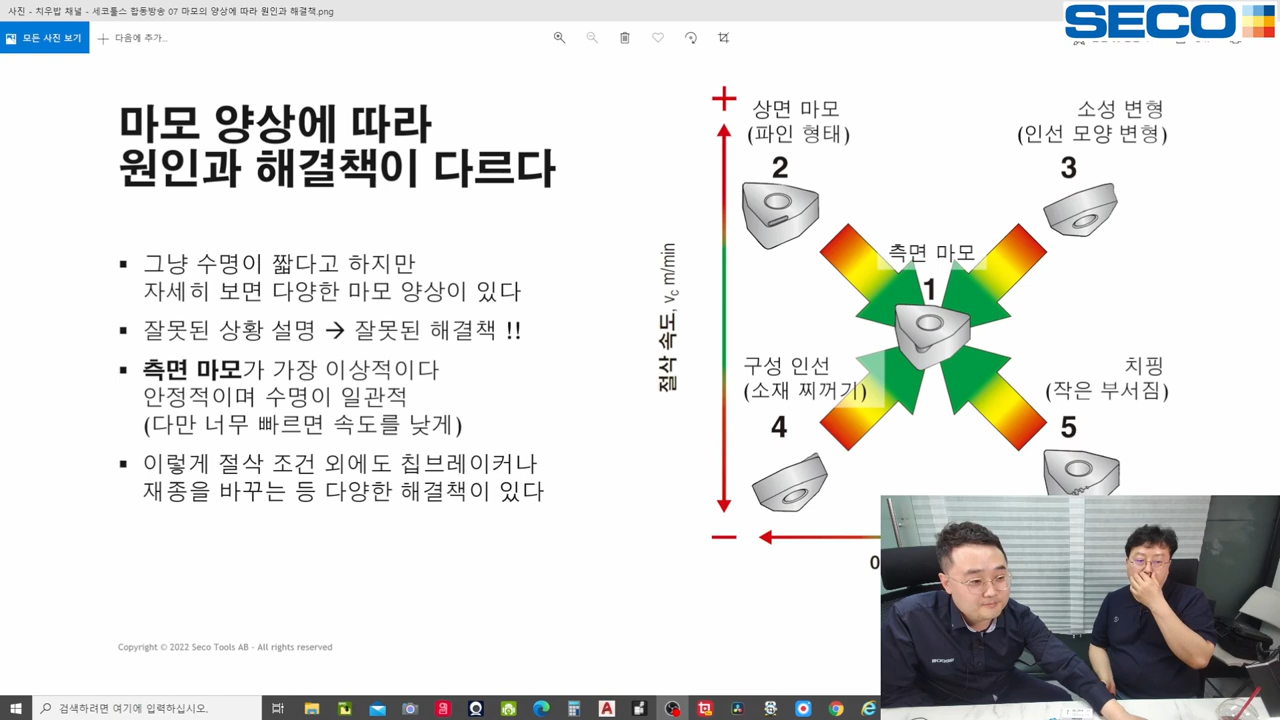 사진 - 치우밥 채널 - 세코툴스 합동방송 07 마모의 양상에 따라 원인과 해결책.png
SECO
모든 사진 보기
다음에 추가...
마모 양상에 따라
원인과 해결책이 다르다
▪ 그냥 수명이 짧다고 하지만
자세히 보면 다양한 마모 양상이 있다
▪ 잘못된 상황 설명 → 잘못된 해결책 !!
▪ 측면 마모가 가장 이상적이다
안정적이며 수명이 일관적
(다만 너무 빠르면 속도를 낮게)
▪ 이렇게 절삭 조건 외에도 칩브레이커나
재종을 바꾸는 등 다양한 해결책이 있다
Copyright © 2022 Seco Tools AB - All rights reserved
+
상면 마모
(파인 형태)
2
소성 변형
(인선 모양 변형)
3
측면 마모
1
절삭 속도, vc m/min
구성 인선
(소재 찌꺼기)
4
치핑
(작은 부서짐)
5
−
0
검색하려면 여기에 입력하십시오.